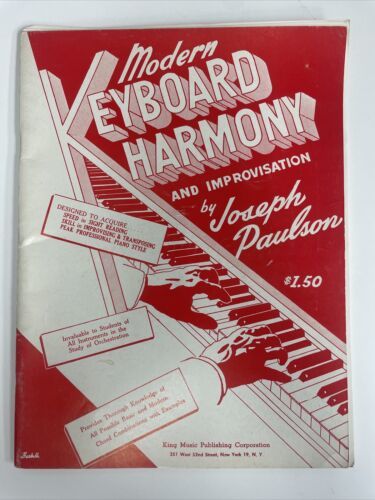 Modern
KEYBOARD
HARMONY
AND IMPROVISATION
by Joseph
Paulson
$1.50
DESIGNED TO ACQUIRE
SPEED in SIGHT READING
SKILL in IMPROVISING & TRANSPOSING
PEAK PROFESSIONAL PIANO STYLE
Invaluable to Students of
All Instruments in the
Study of Orchestration
Provides Thorough Knowledge of
All Possible Basic and Modern
Chord Combinations with Examples
King Music Publishing Corporation
251 West 52nd Street, New York 19, N. Y.